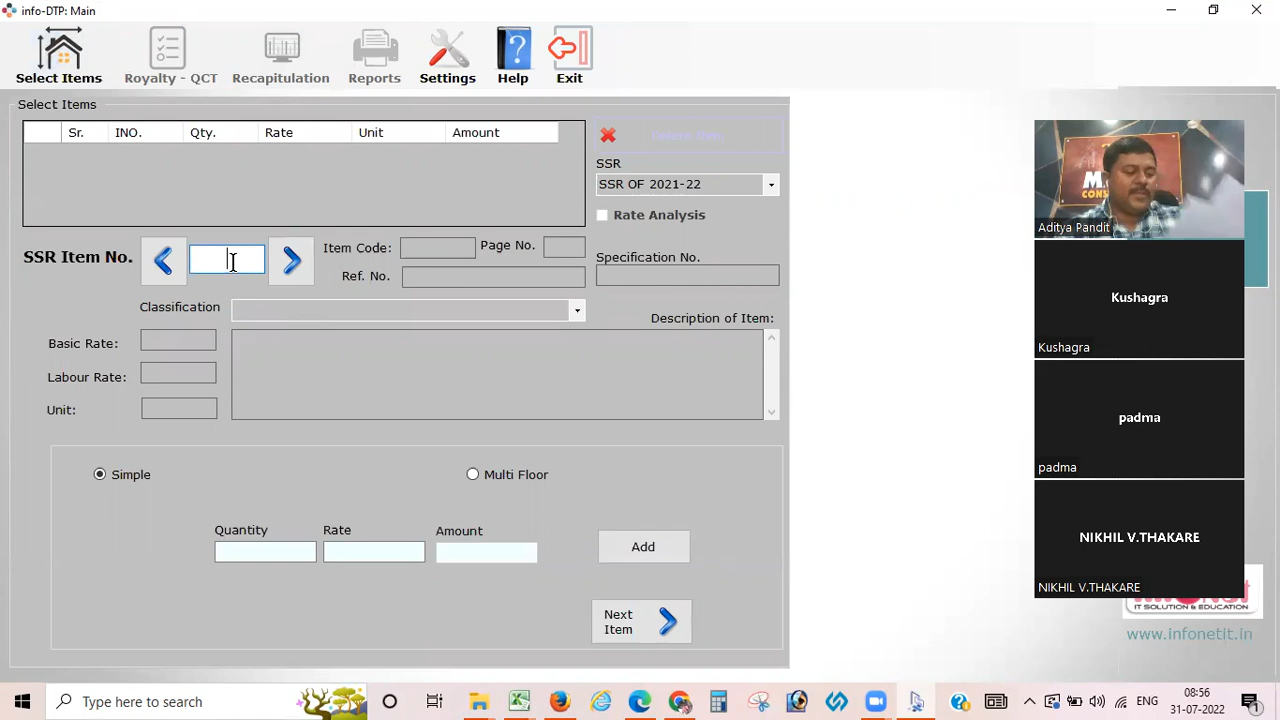 info-DTP: Main
Select Items Royalty - QCT Recapitulation Reports Settings Help Exit
Select Items
Sr. INO. Qty. Rate Unit Amount
SSR
SSR OF 2021-22
Rate Analysis
SSR Item No. Item Code: Page No.
Ref. No.
Specification No.
Classification
Description of Item:
Basic Rate:
Labour Rate:
Unit:
Simple Multi Floor
Quantity Rate Amount
Add
Next
Item
Aditya Pandit
Kushagra
Kushagra
padma
padma
NIKHIL V.THAKARE
NIKHIL V.THAKARE
IT SOLUTION & EDUCATION
www.infonetit.in
Type here to search
ENG
08:56
31-07-2022